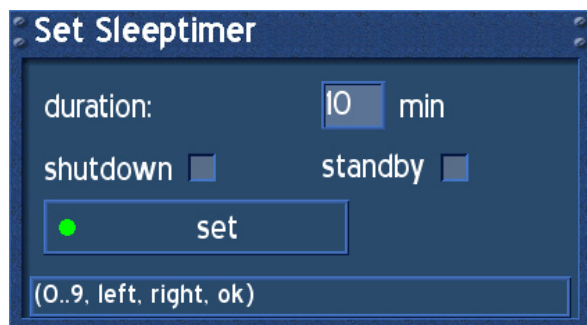 Set Sleeptimer
duration: 10 min
shutdown standby
set
(0..9, left, right, ok)